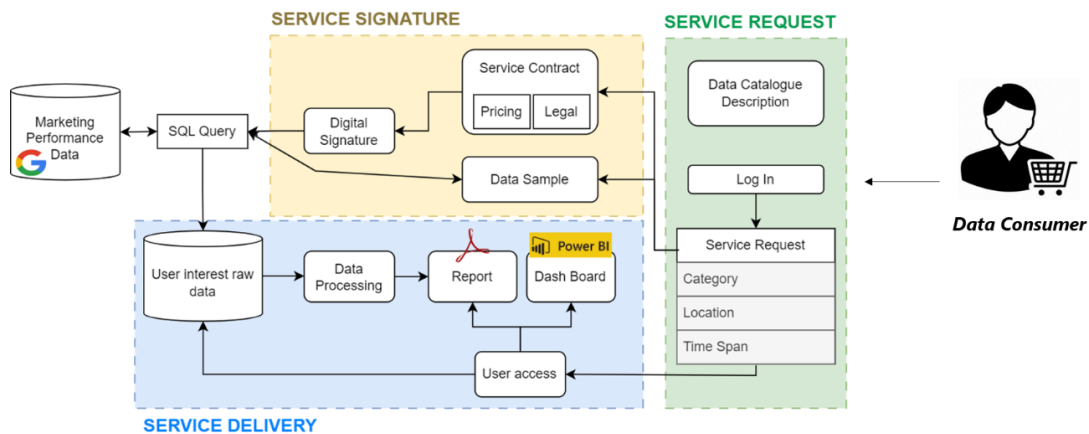 SERVICE SIGNATURE
SERVICE REQUEST
Service Contract
Pricing
Legal
Data Catalogue
Description
Marketing
Performance
Data
SQL Query
Digital
Signature
Data Sample
Log In
Data Consumer
Service Request
Category
Location
Time Span
User interest raw
data
Data
Processing
Report
Power BI
Dash Board
User access
SERVICE DELIVERY